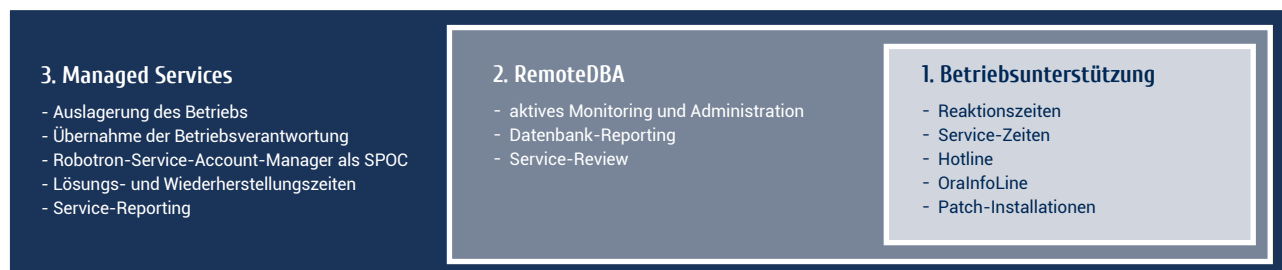 3. Managed Services
- Auslagerung des Betriebs
- Übernahme der Betriebsverantwortung
- Robotron-Service-Account-Manager als SPOC
- Lösungs- und Wiederherstellungszeiten
- Service-Reporting
2. RemoteDBA
- aktives Monitoring und Administration
- Datenbank-Reporting
- Service-Review
1. Betriebsunterstützung
- Reaktionszeiten
- Service-Zeiten
- Hotline
- OraInfoLine
- Patch-Installationen